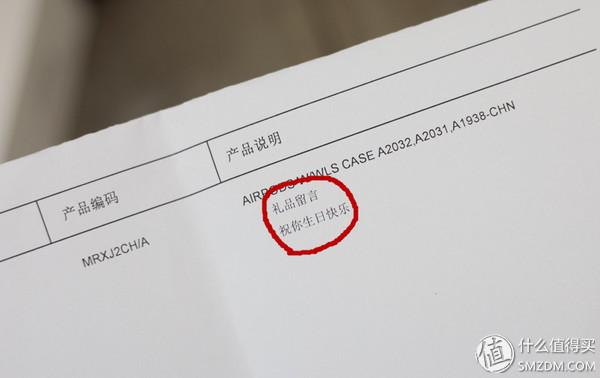 产品编码
产品说明
MRXJ2CH/A
AIRPODS W/WLS CASE A2032,A2031,A1938-CHN
礼品留言
祝你生日快乐
值 什么值得买
SMZDM.COM